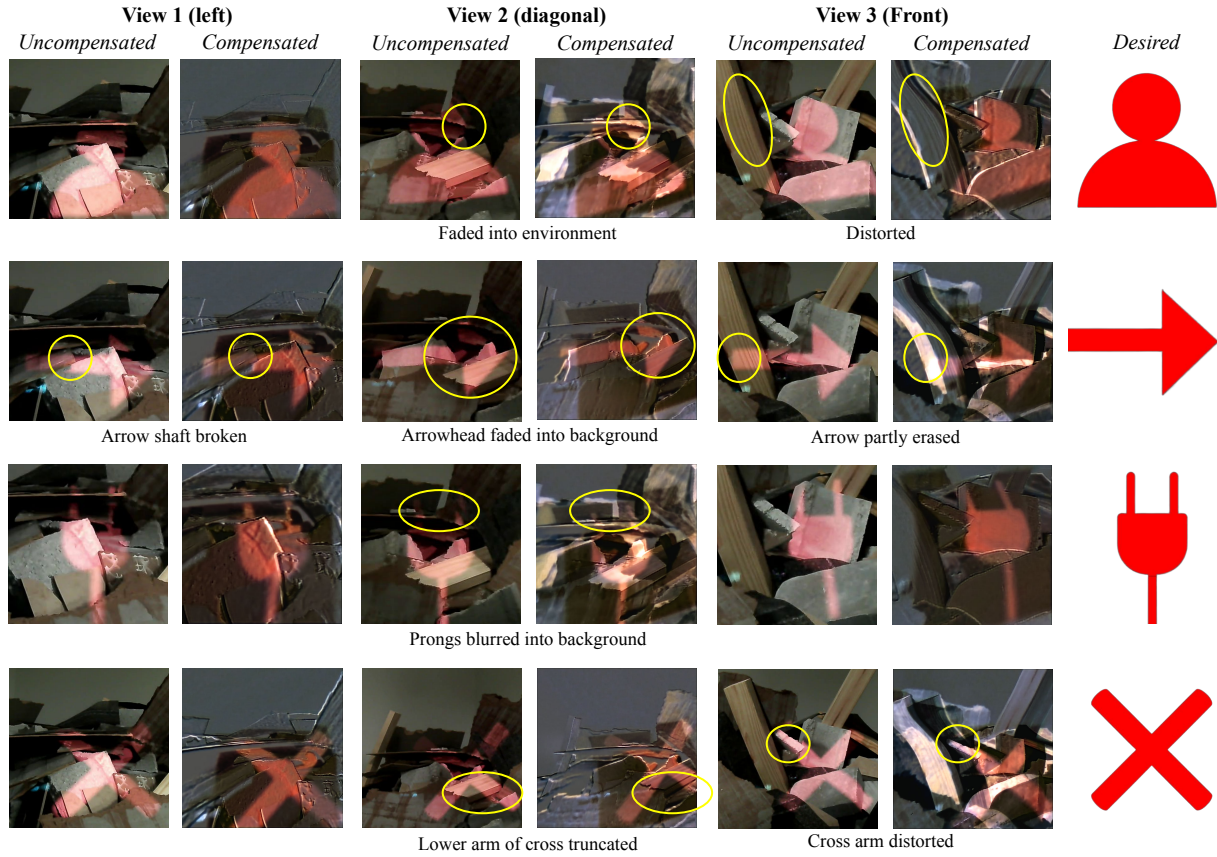 View 1 (left) View 2 (diagonal) View 3 (Front)
Uncompensated Compensated Uncompensated Compensated Uncompensated Compensated Desired
Faded into environment Distorted
Arrow shaft broken Arrowhead faded into background Arrow partly erased
Prongs blurred into background
Lower arm of cross truncated Cross arm distorted